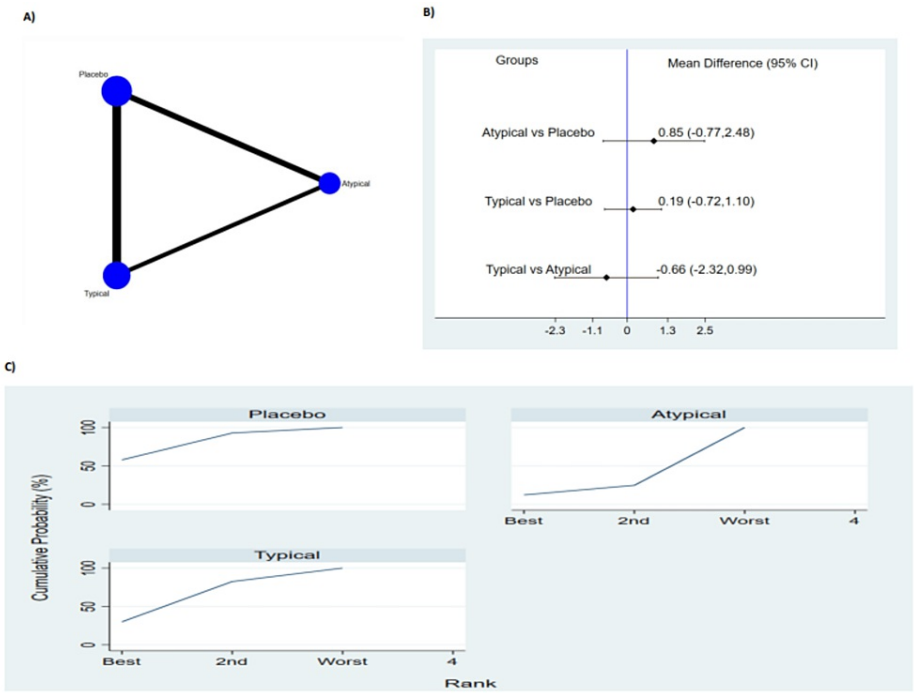 A)
Placebo
Atypical
Typical
B)
Groups Mean Difference (95% CI)
Atypical vs Placebo 0.85 (-0.77,2.48)
Typical vs Placebo 0.19 (-0.72,1.10)
Typical vs Atypical -0.66 (-2.32,0.99)
-2.3 -1.1 0 1.3 2.5
C)
Cumulative Probability (%)
Placebo
100
50
0
Atypical
Best 2nd Worst 4
Typical
100
50
0
Best 2nd Worst 4
Rank